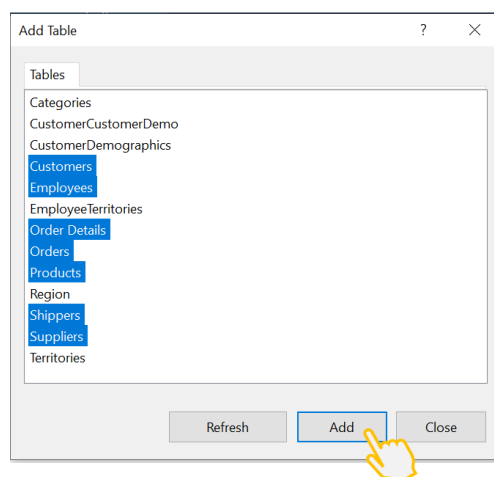 Add Table
?
Tables
Categories
CustomerCustomerDemo
CustomerDemographics
Customers
Employees
EmployeeTerritories
Order Details
Orders
Products
Region
Shippers
Suppliers
Territories
Refresh Add Close